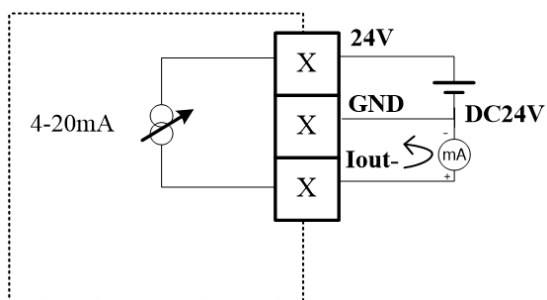 24V
X
GND
DC24V
4-20mA
X
-
Iout-
mA
X
+